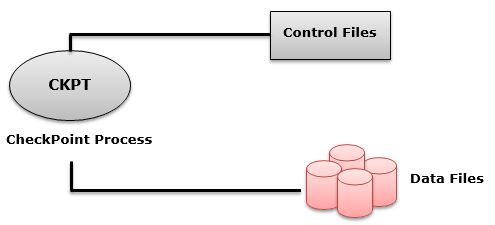 Control Files
CKPT
CheckPoint Process
Data Files